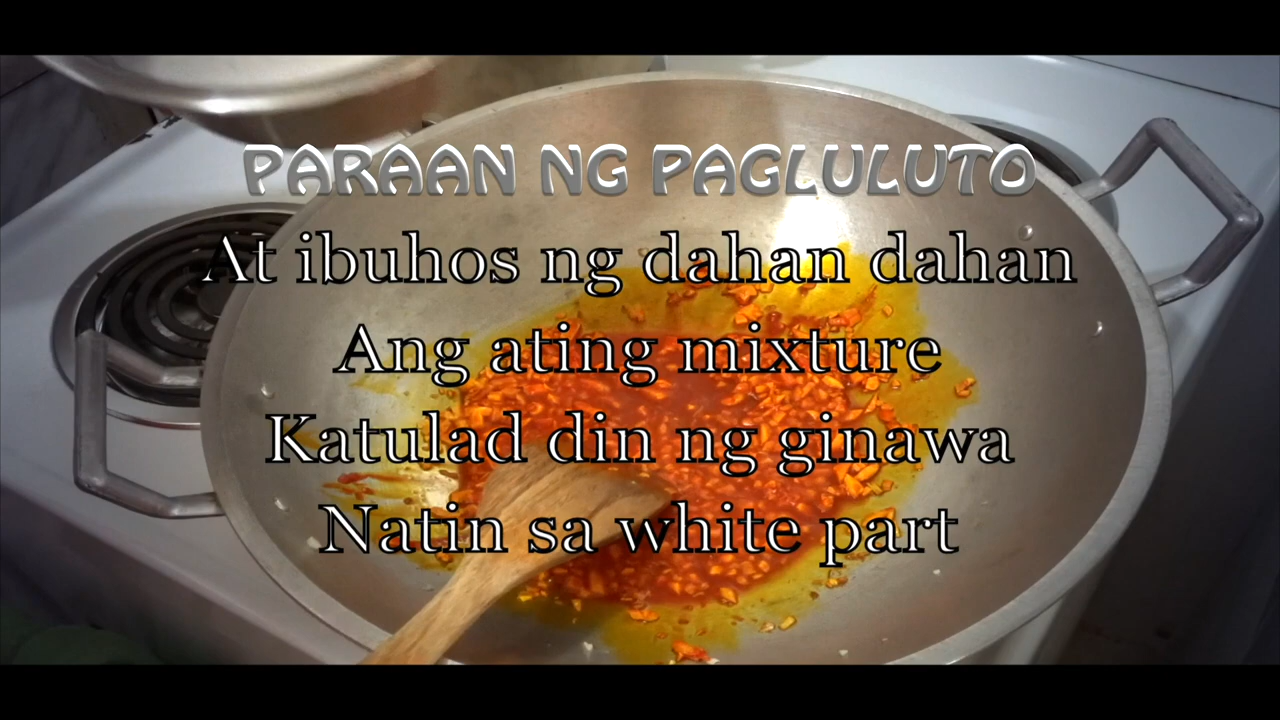 PARAAN NG PAGLULUTO
At ibuhos ng dahan dahan
Ang ating mixture
Katulad din ng ginawa
Natin sa white part